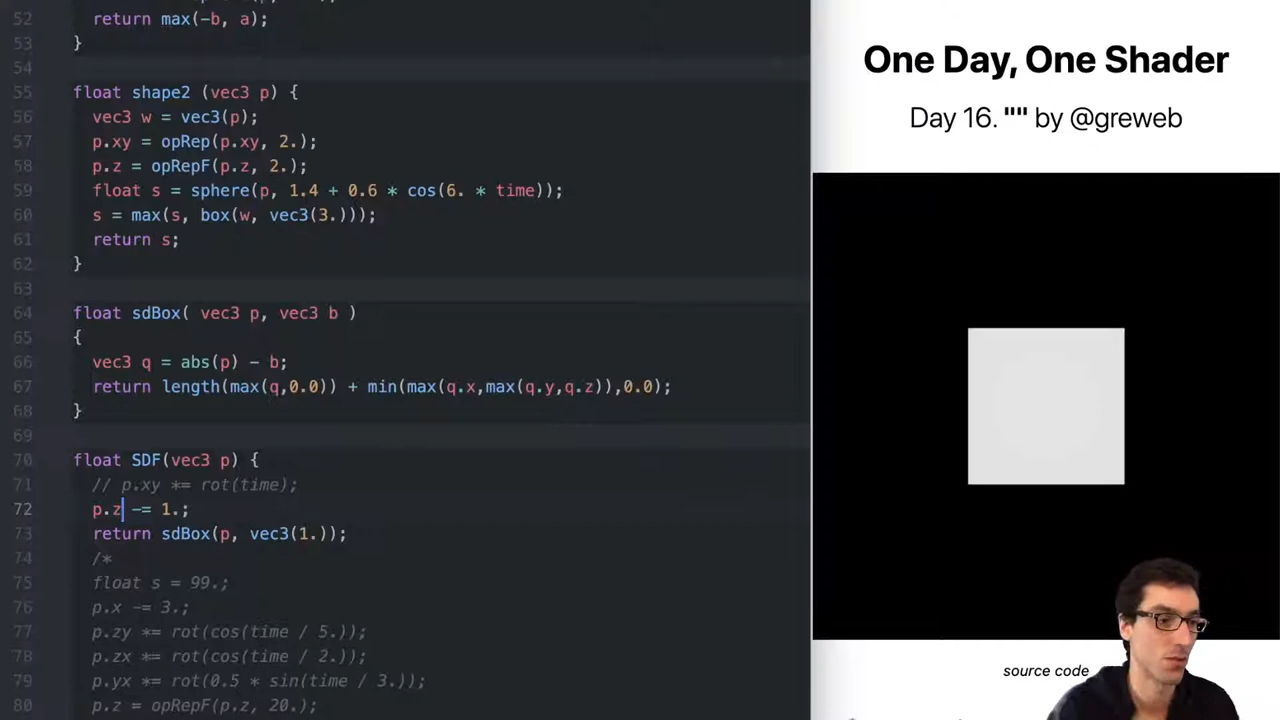 52 return max(-b, a);
53 }
54
55 float shape2 (vec3 p) {
56 vec3 w = vec3(p);
57 p.xy = opRep(p.xy, 2.);
58 p.z = opRepF(p.z, 2.);
59 float s = sphere(p, 1.4 + 0.6 * cos(6. * time));
60 s = max(s, box(w, vec3(3.)));
61 return s;
62 }
63
64 float sdBox( vec3 p, vec3 b )
65 {
66 vec3 q = abs(p) - b;
67 return length(max(q,0.0)) + min(max(q.x,max(q.y,q.z)),0.0);
68 }
69
70 float SDF(vec3 p) {
71 // p.xy *= rot(time);
72 p.z -= 1.;
73 return sdBox(p, vec3(1.));
74 /*
75 float s = 99.;
76 p.x -= 3.;
77 p.zy *= rot(cos(time / 5.));
78 p.zx *= rot(cos(time / 2.));
79 p.yx *= rot(0.5 * sin(time / 3.));
80 p.z = opRepF(p.z, 20.);
One Day, One Shader
Day 16. "" by @greweb
source code